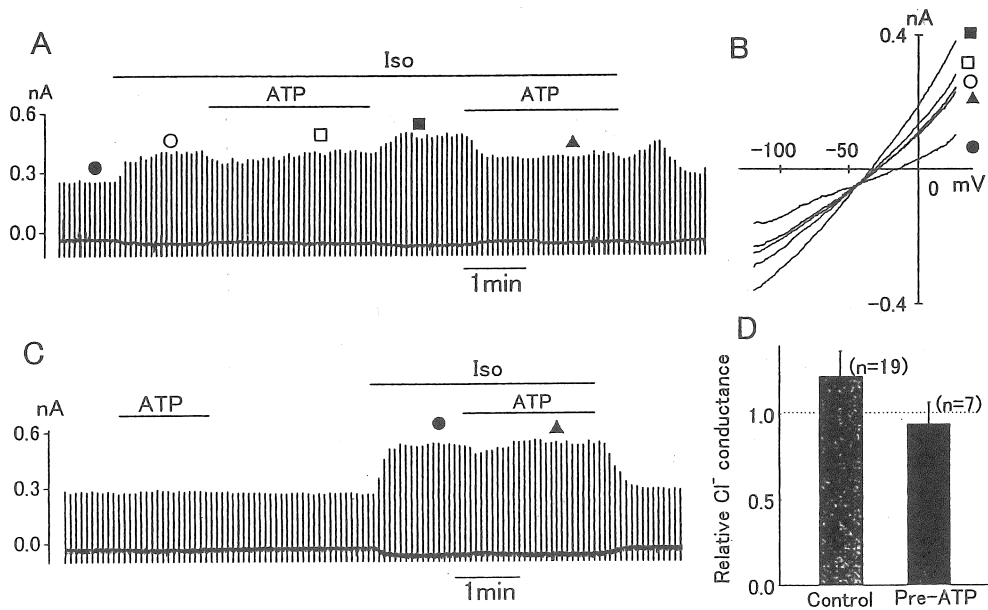 A
Iso
ATP
ATP
nA
0.6
0.3
0.0
1min
B
nA
0.4
-100
-50
0
mV
-0.4
C
Iso
ATP
ATP
nA
0.6
0.3
0.0
1min
D
Relative Cl⁻ conductance
(n=19)
(n=7)
1.0
0.5
0.0
Control
Pre-ATP